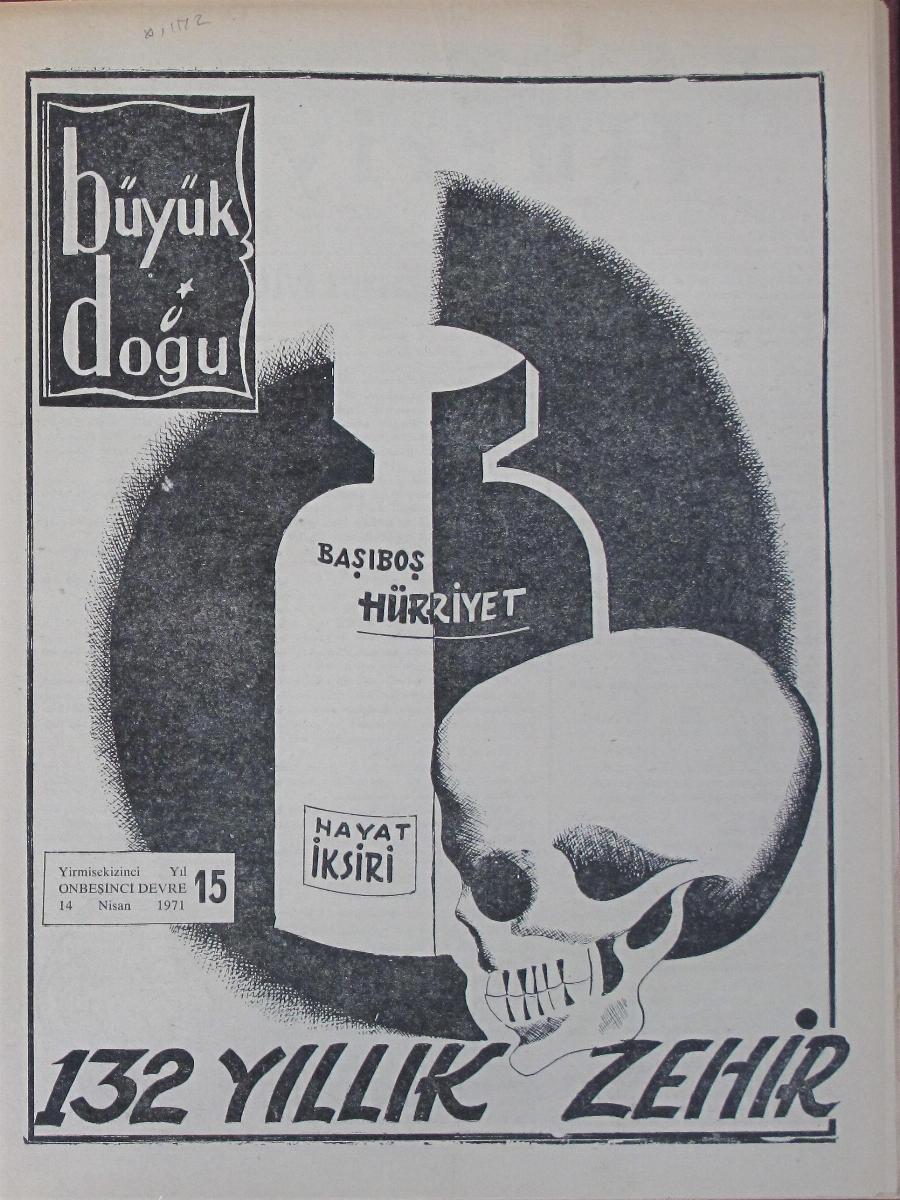 büyük
doğu
BAŞIBOŞ
HÜRRİYET
HAYAT
İKSİRİ
Yirmisekizinci Yıl
ONBEŞİNCİ DEVRE
14 Nisan 1971
15
132 YILLIK ZEHİR